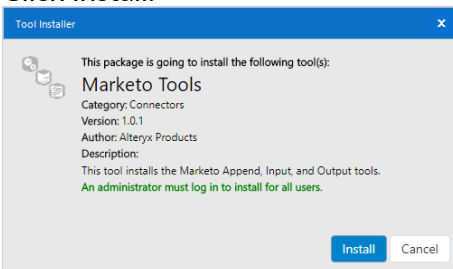 Tool Installer
x
This package is going to install the following tool(s):
Marketo Tools
Category: Connectors
Version: 1.0.1
Author: Alteryx Products
Description:
This tool installs the Marketo Append, Input, and Output tools.
An administrator must log in to install for all users.
Install Cancel